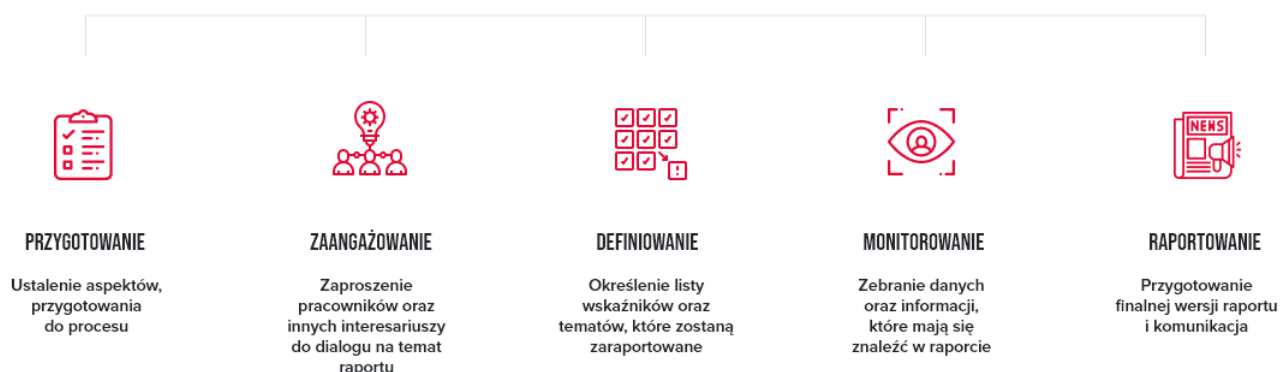 NEWS
PRZYGOTOWANIE
Ustalenie aspektów,
przygotowania
do procesu
ZAANGAŻOWANIE
Zaproszenie
pracowników oraz
innych interesariuszy
do dialogu na temat
raportu
DEFINIOWANIE
Określenie listy
wskaźników oraz
tematów, które zostaną
zaraportowane
MONITOROWANIE
Zebranie danych
oraz informacji,
które mają się
znaleźć w raporcie
RAPORTOWANIE
Przygotowanie
finalnej wersji raportu
i komunikacja